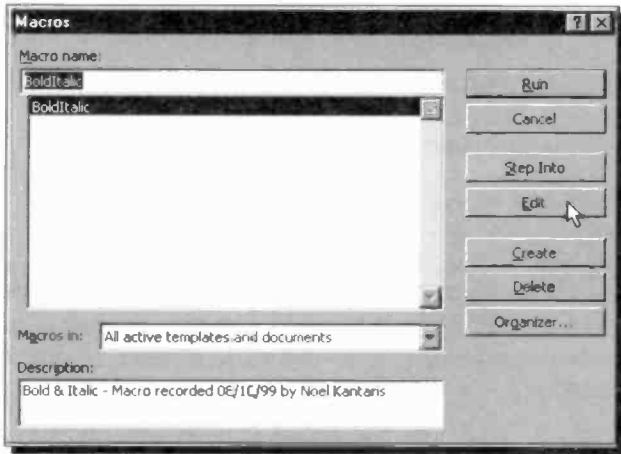 Macros
Macro name:
BoldItalic
BoldItalic
Run
Cancel
Step Into
Edit
Create
Delete
Organizer...
Macros in: All active templates and documents
Description:
Bold & Italic - Macro recorded by Noel Kantaris